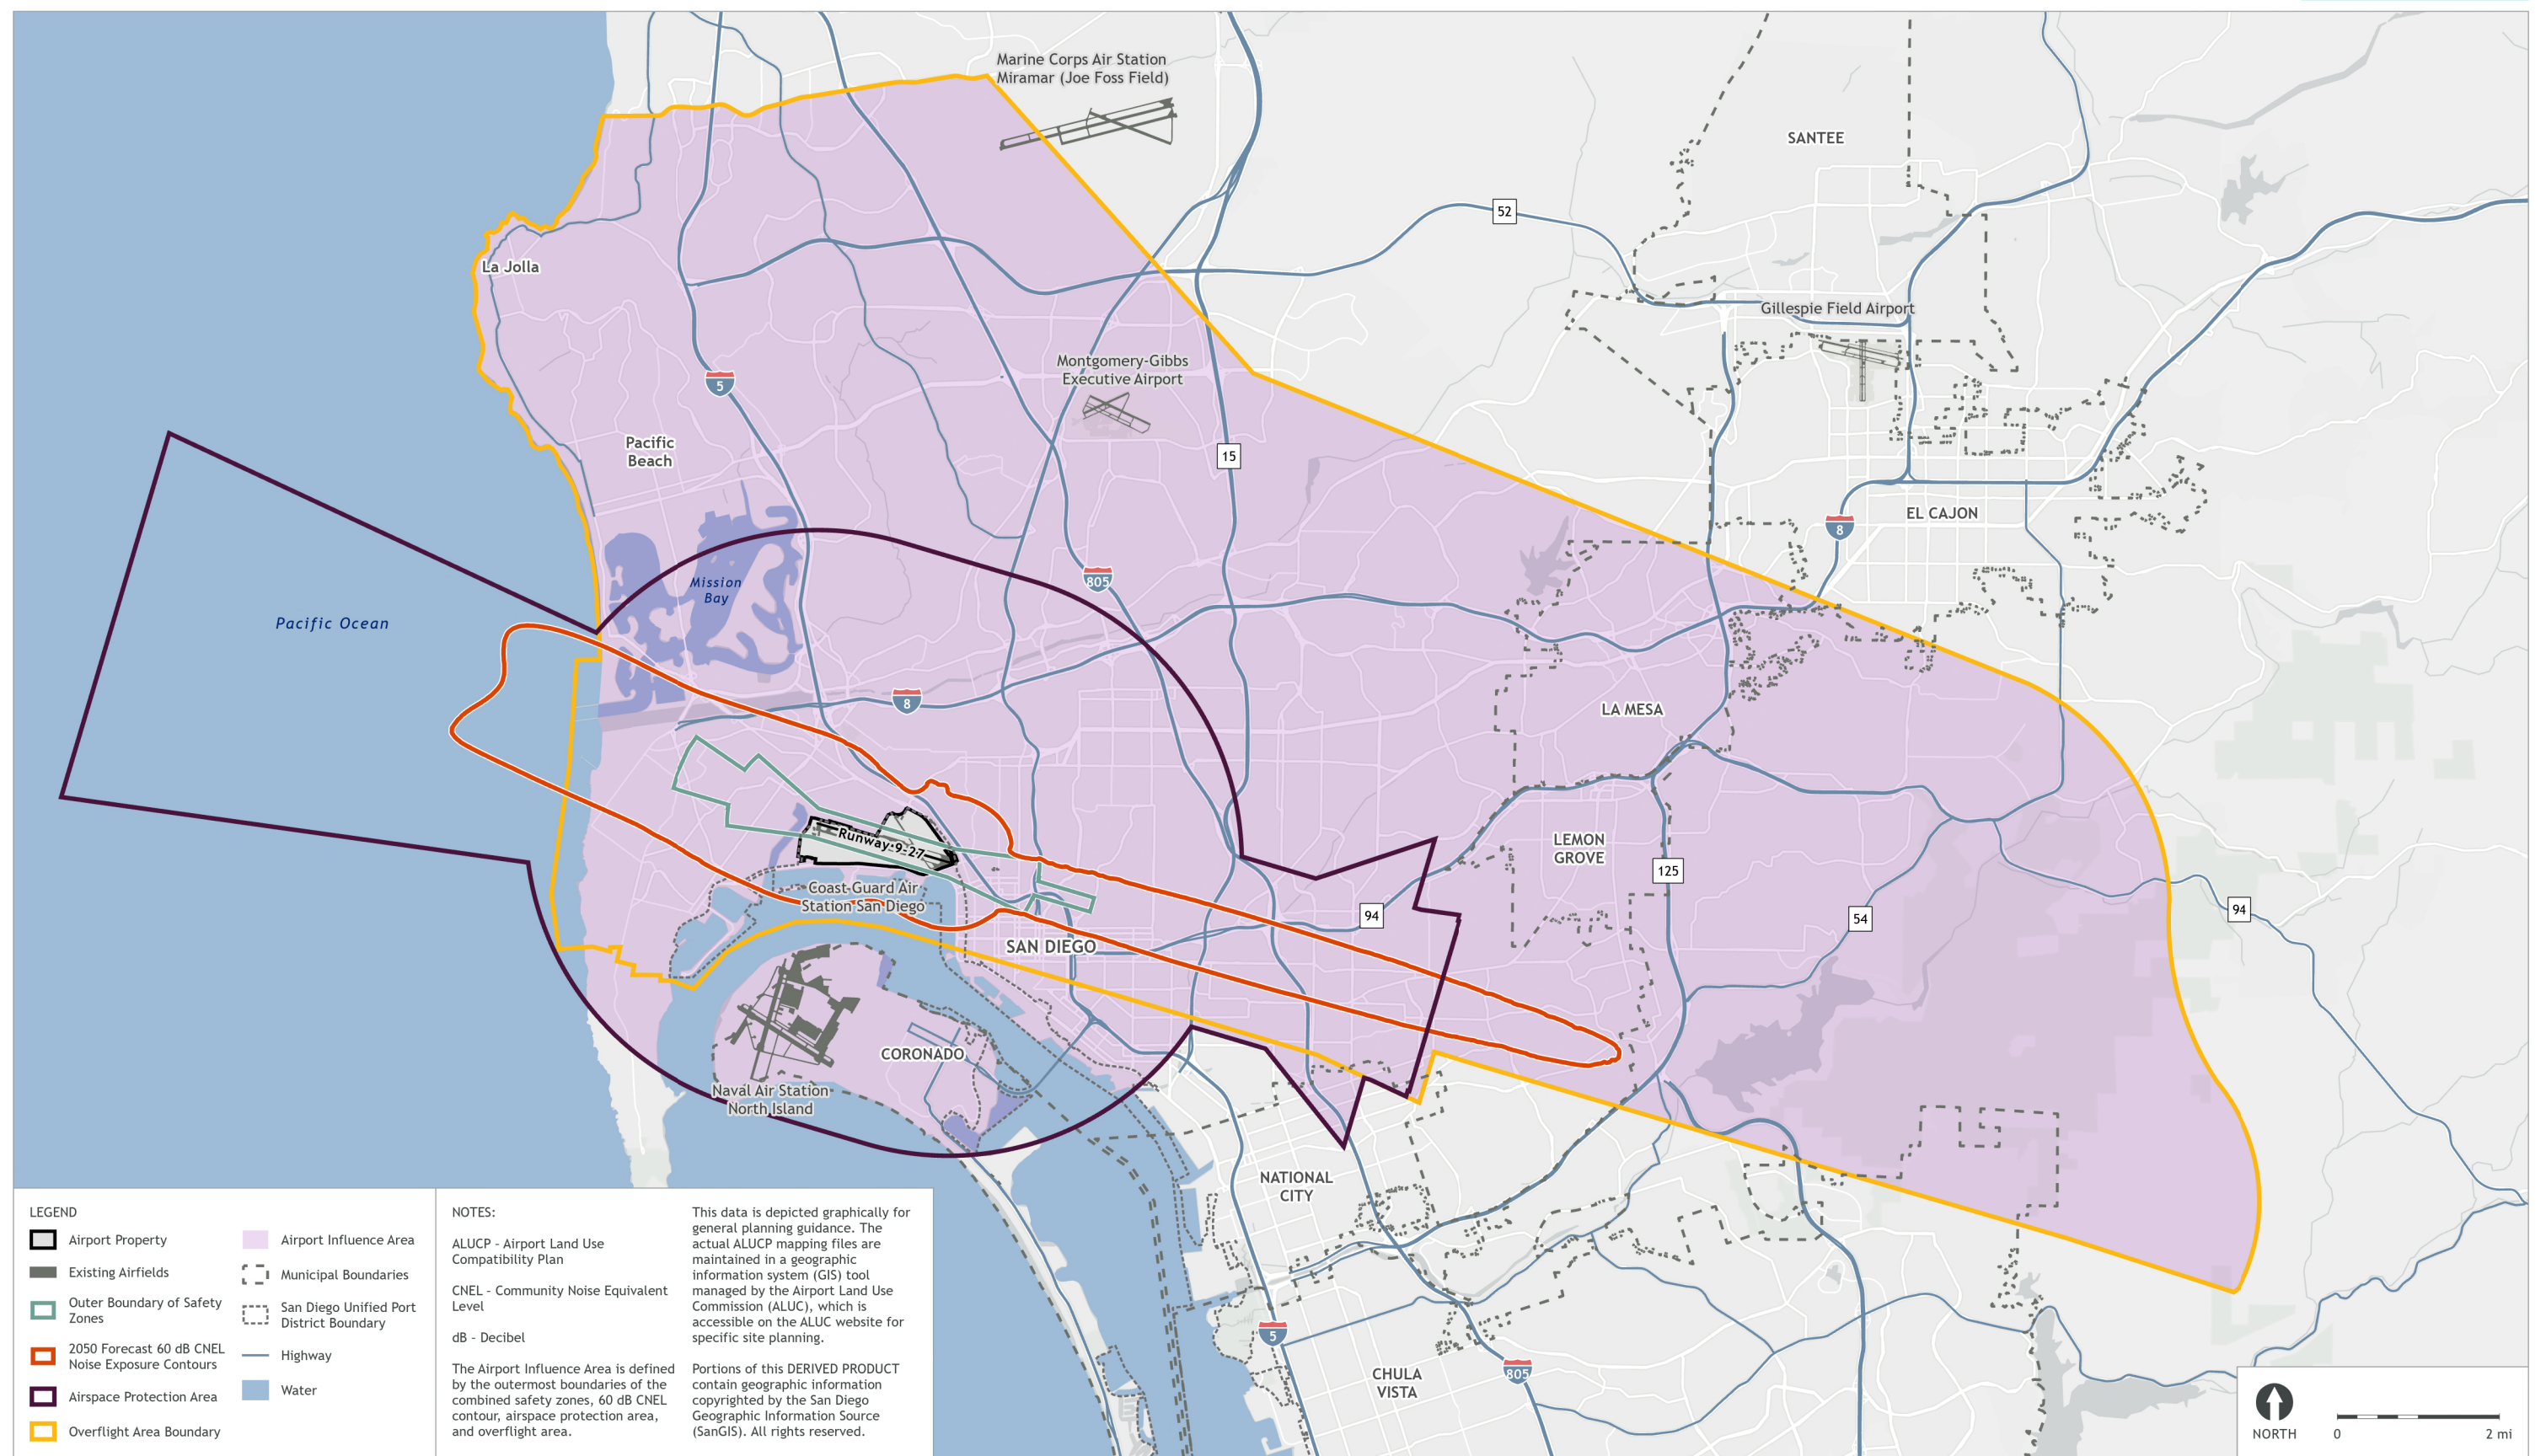 Marine Corps Air Station
Miramar (Joe Foss Field)
SANTEE
52
La Jolla
Gillespie Field Airport
Montgomery-Gibbs
Executive Airport
5
Pacific
Beach
15
EL CAJON
8
805
Mission
Bay
Pacific Ocean
8
LA MESA
Runway 9-27
LEMON
GROVE
125
Coast Guard Air
Station San Diego
94
54
94
SAN DIEGO
CORONADO
Naval Air Station
North Island
NATIONAL
CITY
5
805
CHULA
VISTA
LEGEND
Airport Property
Existing Airfields
Outer Boundary of Safety
Zones
2050 Forecast 60 dB CNEL
Noise Exposure Contours
Airspace Protection Area
Overflight Area Boundary
Airport Influence Area
Municipal Boundaries
San Diego Unified Port
District Boundary
Highway
Water
NOTES:
ALUCP - Airport Land Use
Compatibility Plan
CNEL - Community Noise Equivalent
Level
dB - Decibel
The Airport Influence Area is defined
by the outermost boundaries of the
combined safety zones, 60 dB CNEL
contour, airspace protection area,
and overflight area.
This data is depicted graphically for
general planning guidance. The
actual ALUCP mapping files are
maintained in a geographic
information system (GIS) tool
managed by the Airport Land Use
Commission (ALUC), which is
accessible on the ALUC website for
specific site planning.
Portions of this DERIVED PRODUCT
contain geographic information
copyrighted by the San Diego
Geographic Information Source
(SanGIS). All rights reserved.
NORTH
0
2 mi